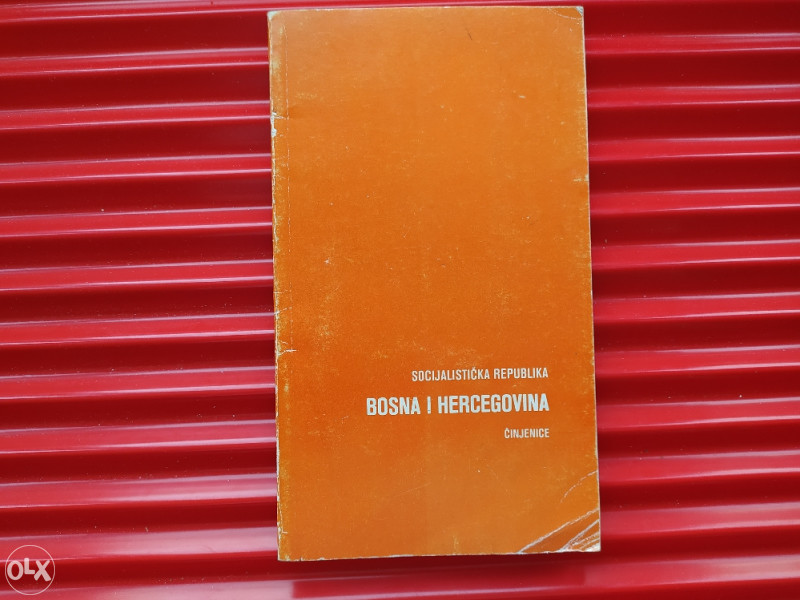 SOCIJALISTIČKA REPUBLIKA
BOSNA I HERCEGOVINA
ČINJENICE
OLX